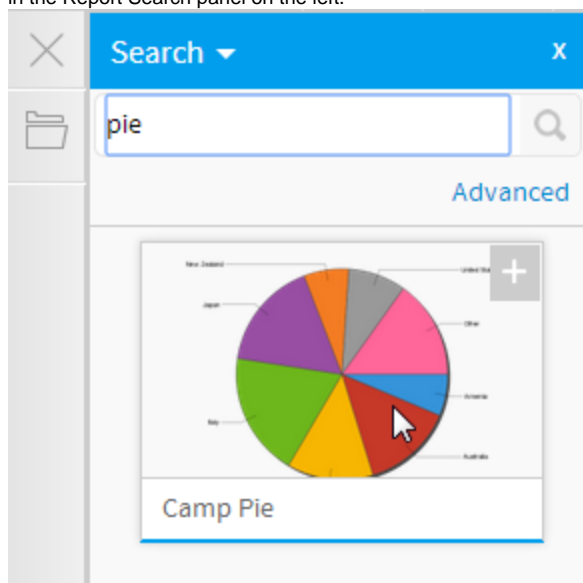 in the Report Search panel on the left.
Search
x
pie
Advanced
New Zealand
Japan
Other
Armenia
Italy
Australia
Camp Pie